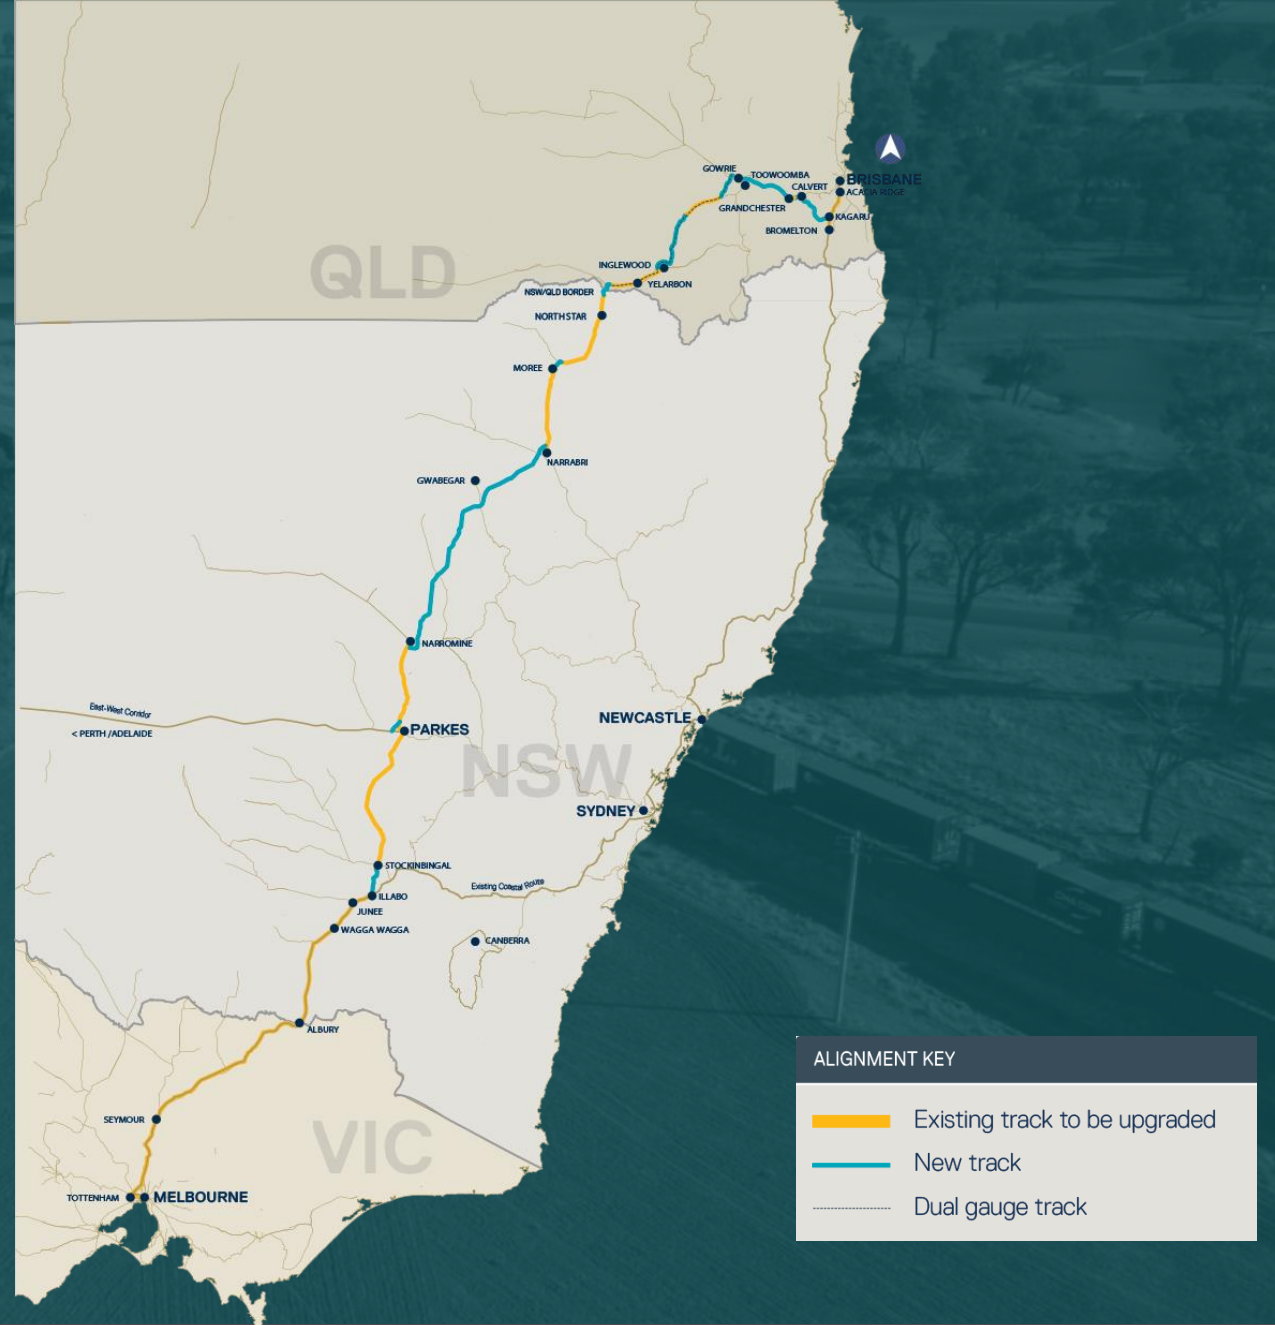 GOWRIE
TOOWOOMBA
CALVERT
BRISBANE
ACACIA RIDGE
GRANDCHESTER
KAGARU
BROMELTON
QLD
INGLEWOOD
YELARBON
NSW/QLD BORDER
NORTH STAR
MOREE
NARRABRI
GWABEGAR
NARROMINE
East-West Corridor
< PERTH /ADELAIDE
PARKES
NEWCASTLE
NSW
SYDNEY
STOCKINBINGAL
Existing Coastal Route
ILLABO
JUNEE
WAGGA WAGGA
CANBERRA
ALBURY
SEYMOUR
VIC
TOTTENHAM
MELBOURNE
ALIGNMENT KEY
Existing track to be upgraded
New track
Dual gauge track